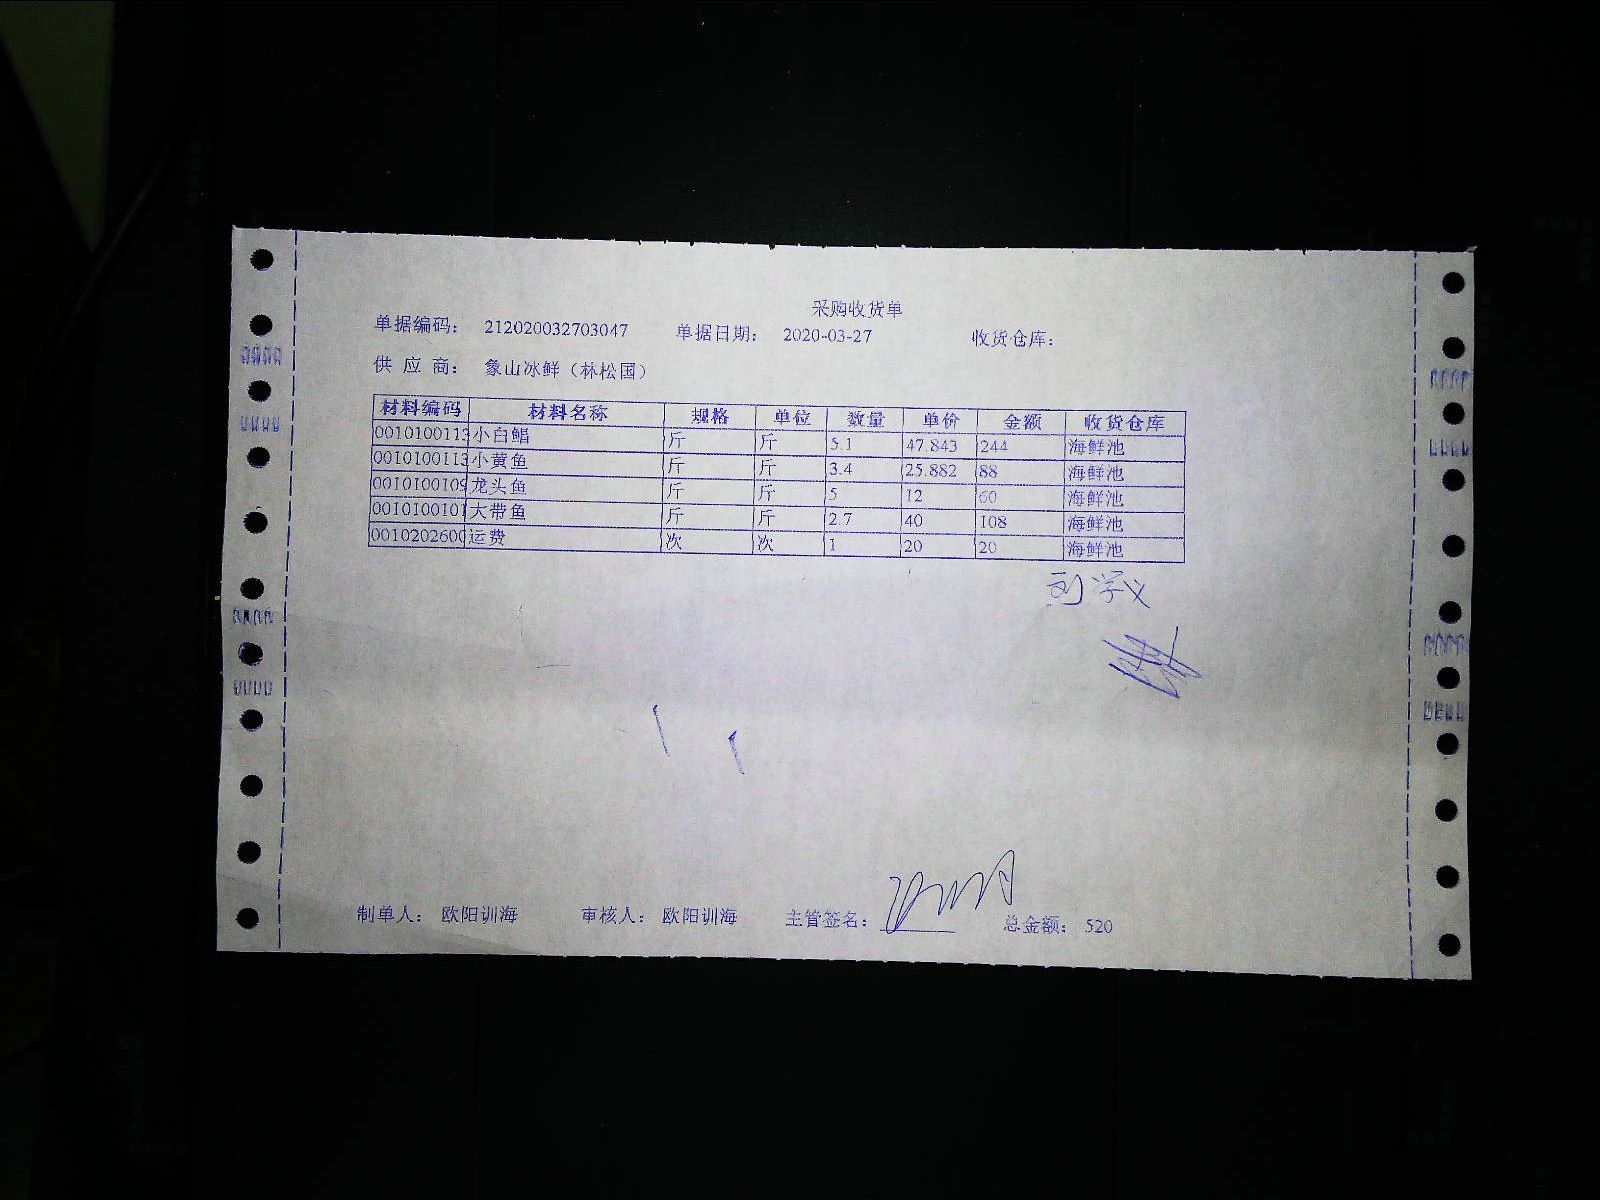 采购收货单
单据编码： 212020032703047 单据日期： 2020-03-27 收货仓库：
供 应 商： 象山冰鲜（林松国）
材料编码 材料名称 规格 单位 数量 单价 金额 收货仓库
0010100113 小白鲳 斤 斤 5.1 47.843 244 海鲜池
0010100113 小黄鱼 斤 斤 3.4 25.882 88 海鲜池
0010100109 龙头鱼 斤 斤 5 12 60 海鲜池
0010100101 大带鱼 斤 斤 2.7 40 108 海鲜池
0010202600 运费 次 次 1 20 20 海鲜池
刘学义
制单人： 欧阳训海 审核人： 欧阳训海 主管签名： 总金额： 520